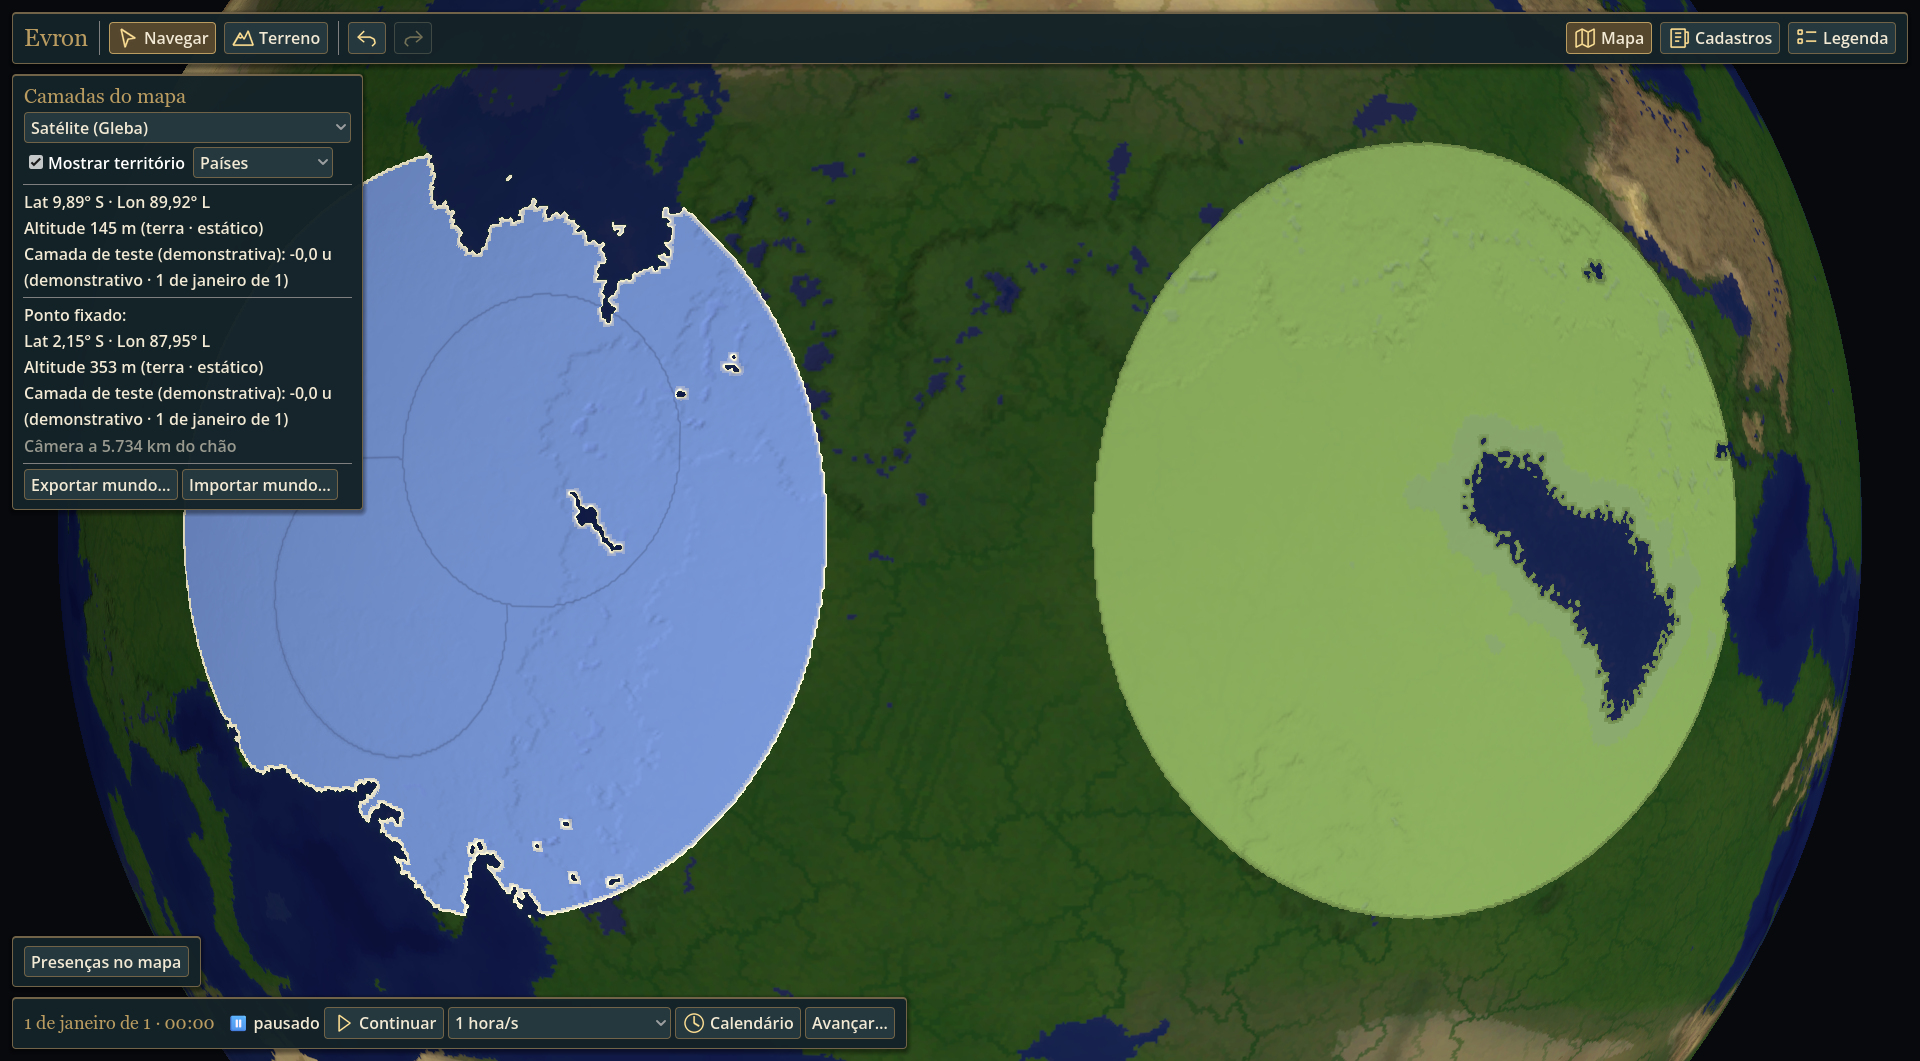 Evron
Navegar
Terreno
Mapa
Cadastros
Legenda
Camadas do mapa
Satélite (Gleba)
Mostrar território
Países
Lat 9,89° S · Lon 89,92° L
Altitude 145 m (terra · estático)
Camada de teste (demonstrativa): -0,0 u
(demonstrativo · 1 de janeiro de 1)
Ponto fixado:
Lat 2,15° S · Lon 87,95° L
Altitude 353 m (terra · estático)
Camada de teste (demonstrativa): -0,0 u
(demonstrativo · 1 de janeiro de 1)
Câmera a 5.734 km do chão
Exportar mundo...
Importar mundo...
Presenças no mapa
1 de janeiro de 1 · 00:00
pausado
Continuar
1 hora/s
Calendário
Avançar...